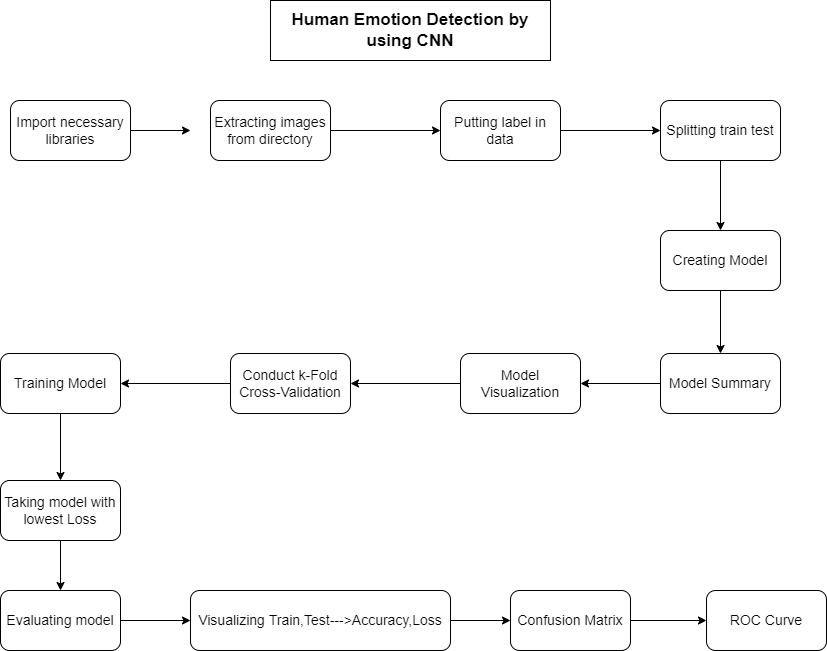 Human Emotion Detection by
using CNN
Import necessary
libraries
Extracting images
from directory
Putting label in
data
Splitting train test
Creating Model
Model Summary
Model
Visualization
Conduct k-Fold
Cross-Validation
Training Model
Taking model with
lowest Loss
Evaluating model
Visualizing Train,Test--->Accuracy,Loss
Confusion Matrix
ROC Curve